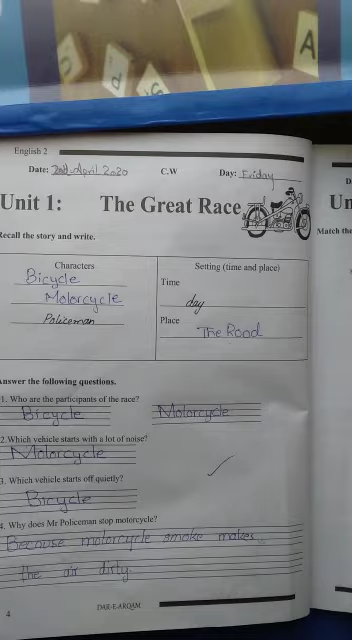 A
English 2
Date: 2nd April 2020 C.W Day: Friday
Unit 1: The Great Race
Recall the story and write.
Characters
Bicycle
Motorcycle
Policeman
Setting (time and place)
Time
day
Place
The Road
Answer the following questions.
1. Who are the participants of the race?
Bicycle Motorcycle
2. Which vehicle starts with a lot of noise?
Motorcycle
3. Which vehicle starts off quietly?
Bicycle
4. Why does Mr Policeman stop motorcycle?
Because motorcycle smoke makes
the air dirty.
DAR-E-ARQAM
4
Un
Match the